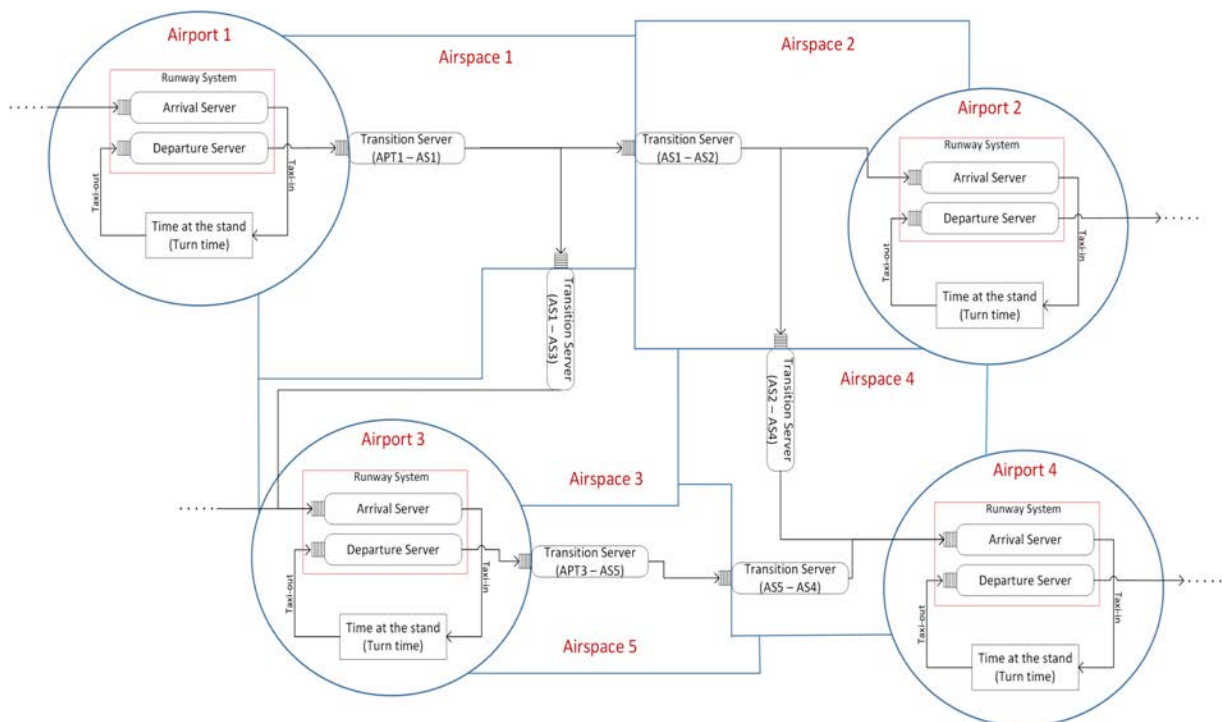 Airport 1
Airspace 1
Airspace 2
Runway System
Arrival Server
Departure Server
Taxi-out
Taxi-in
Time at the stand
(Turn time)
Transition Server
(APT1 – AS1)
Transition Server
(AS1 – AS2)
Airport 2
Runway System
Arrival Server
Departure Server
Taxi-out
Taxi-in
Time at the stand
(Turn time)
Transition Server
(AS1 – AS3)
Transition Server
(AS2 – AS4)
Airspace 4
Airport 3
Runway System
Arrival Server
Departure Server
Taxi-out
Taxi-in
Time at the stand
(Turn time)
Airspace 3
Transition Server
(APT3 – AS5)
Transition Server
(AS5 – AS4)
Airspace 5
Airport 4
Runway System
Arrival Server
Departure Server
Taxi-out
Taxi-in
Time at the stand
(Turn time)